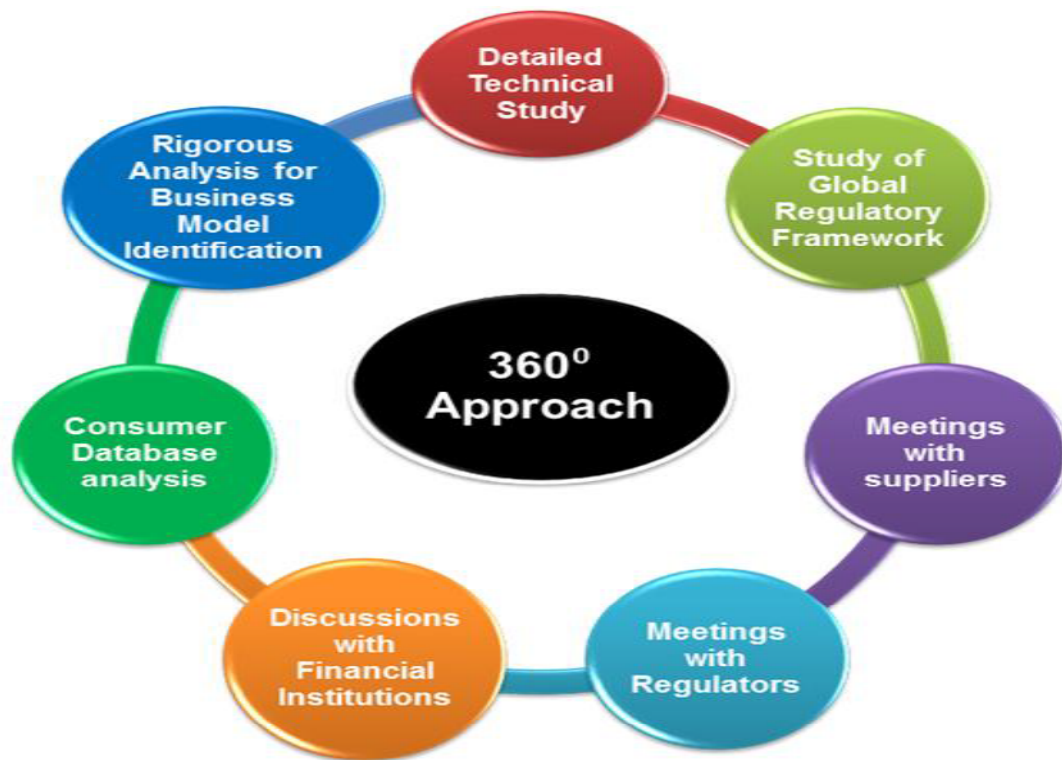 Detailed
Technical
Study
Study of
Global
Regulatory
Framework
Meetings
with
suppliers
Meetings
with
Regulators
Discussions
with
Financial
Institutions
Consumer
Database
analysis
Rigorous
Analysis for
Business
Model
Identification
360⁰
Approach